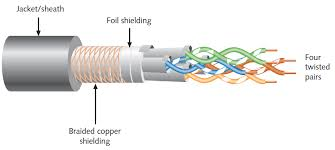 Jacket/sheath
Foil shielding
Four
twisted
pairs
Braided copper
shielding